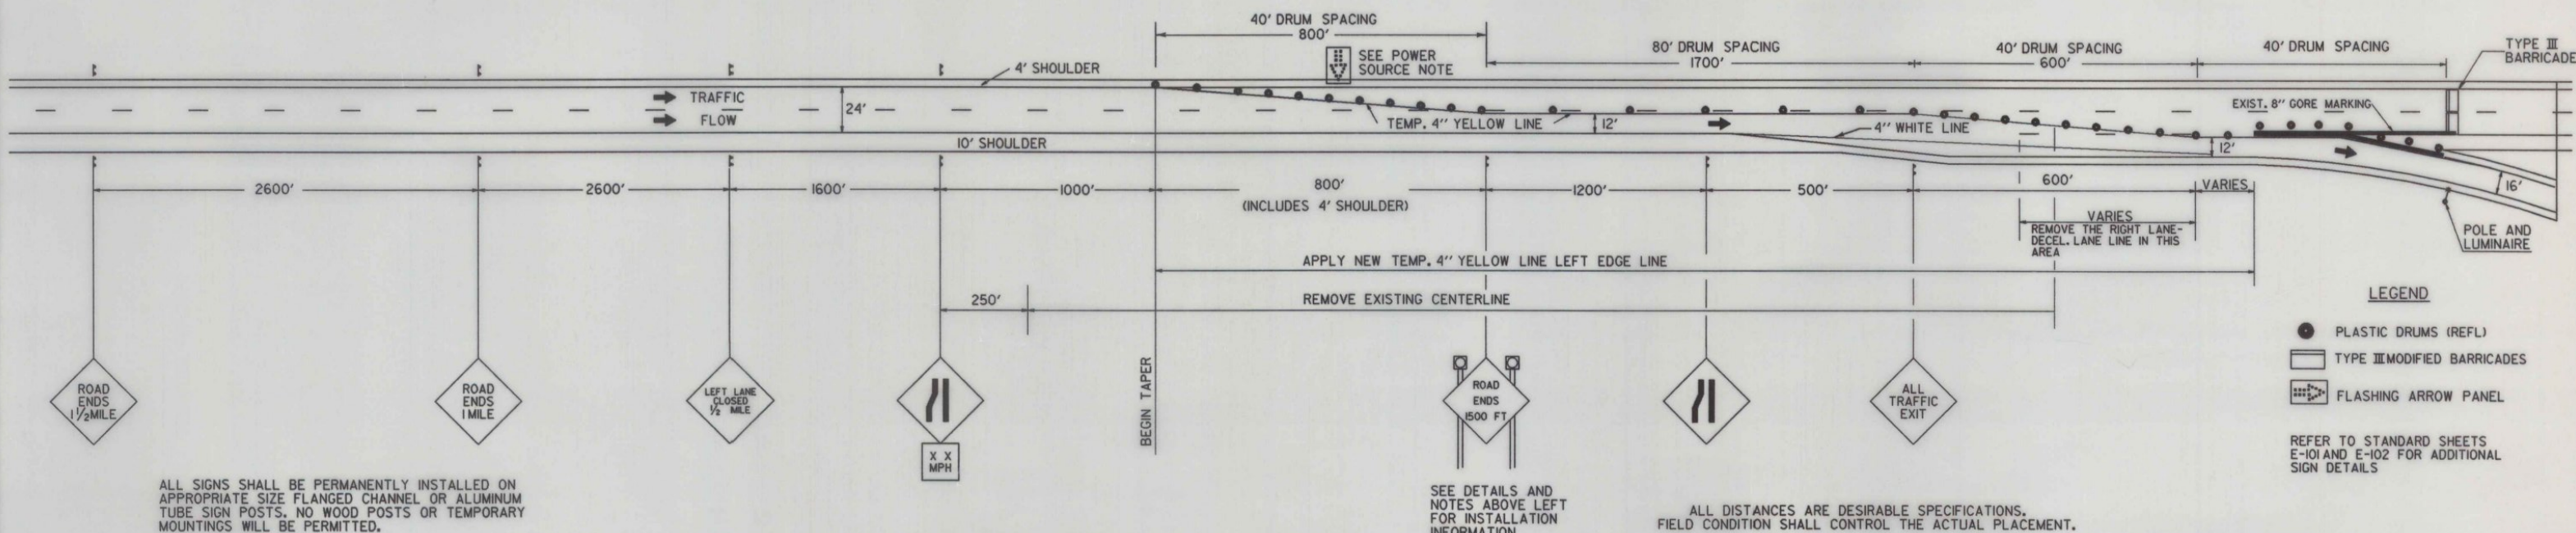 40' DRUM SPACING
800'
SEE POWER
SOURCE NOTE
80' DRUM SPACING
1700'
40' DRUM SPACING
600'
40' DRUM SPACING
TYPE III
BARRICADE
4' SHOULDER
TRAFFIC
FLOW
24'
TEMP. 4" YELLOW LINE
12'
4" WHITE LINE
EXIST. 8" GORE MARKING
12'
10' SHOULDER
2600'
2600'
1600'
1000'
800'
(INCLUDES 4' SHOULDER)
1200'
500'
600'
VARIES
16'
VARIES
REMOVE THE RIGHT LANE-
DECEL. LANE LINE IN THIS
AREA
POLE AND
LUMINAIRE
APPLY NEW TEMP. 4" YELLOW LINE LEFT EDGE LINE
250'
REMOVE EXISTING CENTERLINE
ROAD
ENDS
1 1/2 MILE
ROAD
ENDS
1 MILE
LEFT LANE
CLOSED
1/2 MILE
X X
MPH
BEGIN TAPER
ROAD
ENDS
1500 FT
ALL
TRAFFIC
EXIT
LEGEND
PLASTIC DRUMS (REFL)
TYPE III MODIFIED BARRICADES
FLASHING ARROW PANEL
REFER TO STANDARD SHEETS
E-101 AND E-102 FOR ADDITIONAL
SIGN DETAILS
ALL SIGNS SHALL BE PERMANENTLY INSTALLED ON
APPROPRIATE SIZE FLANGED CHANNEL OR ALUMINUM
TUBE SIGN POSTS. NO WOOD POSTS OR TEMPORARY
MOUNTINGS WILL BE PERMITTED.
SEE DETAILS AND
NOTES ABOVE LEFT
FOR INSTALLATION
INFORMATION
ALL DISTANCES ARE DESIRABLE SPECIFICATIONS.
FIELD CONDITION SHALL CONTROL THE ACTUAL PLACEMENT.